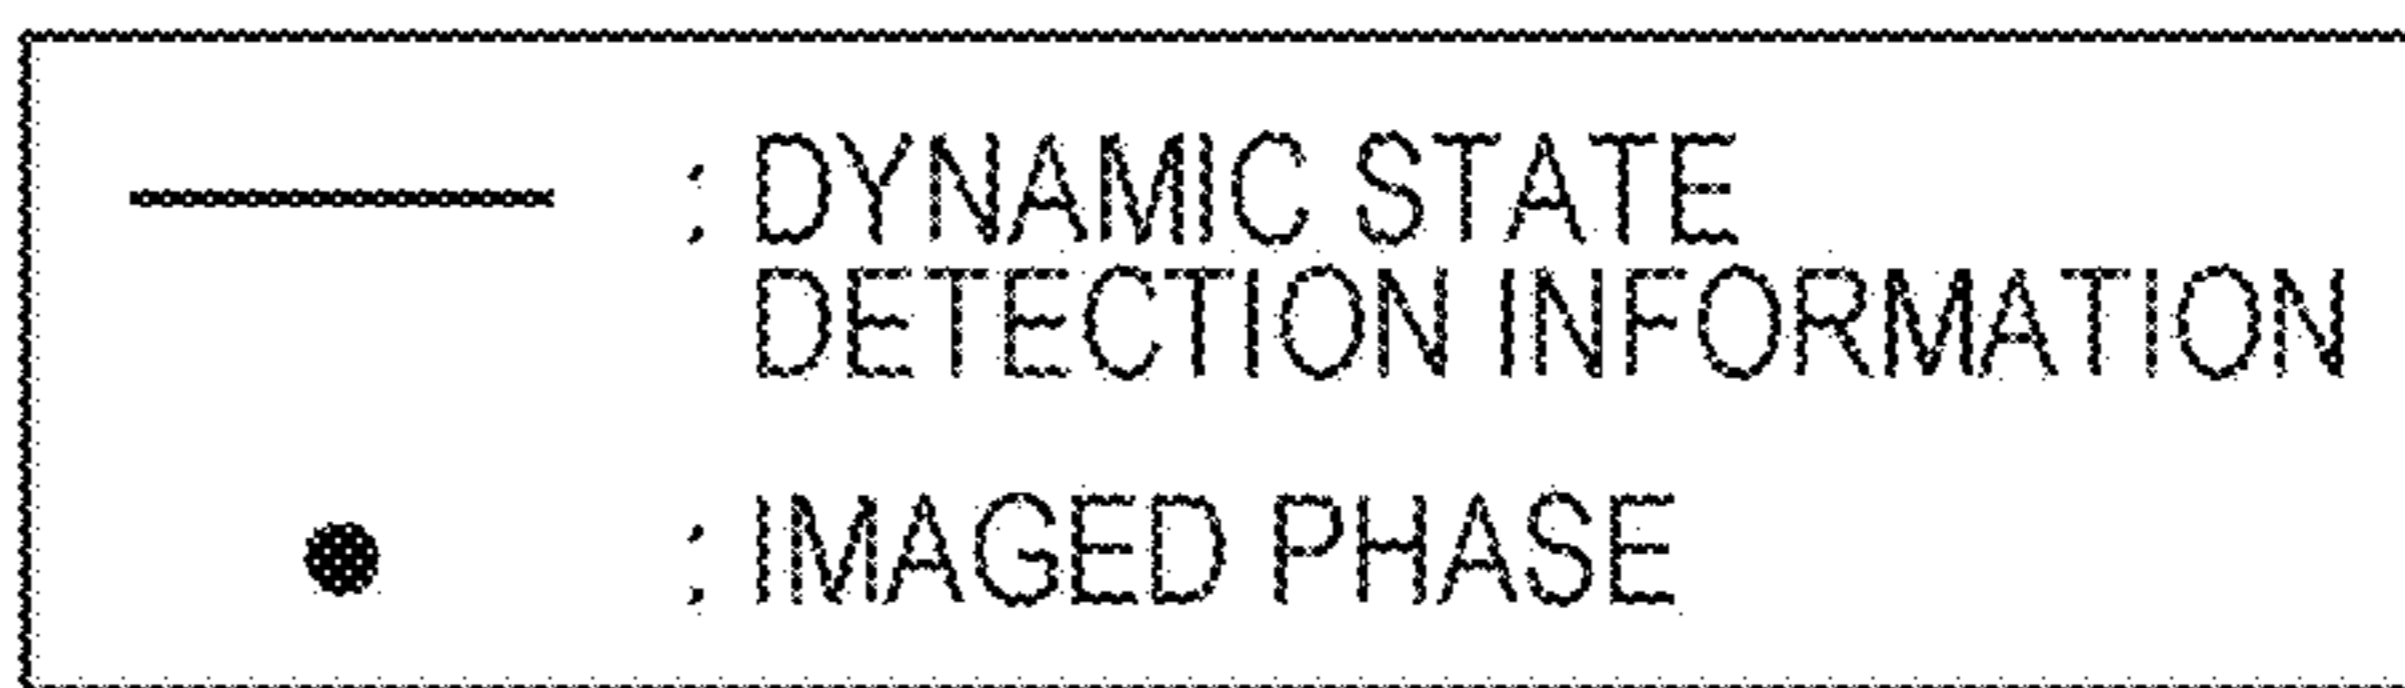 : DYNAMIC STATE
DETECTION INFORMATION
: IMAGED PHASE